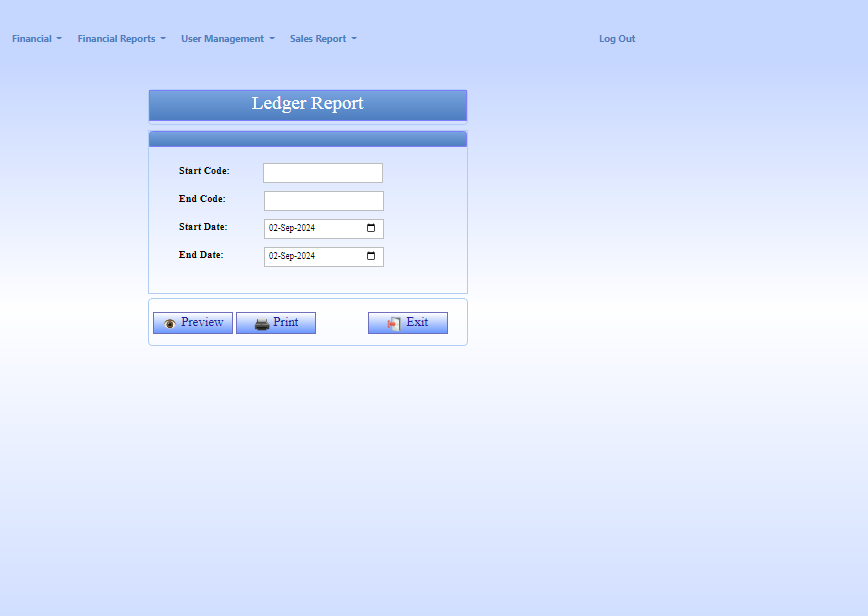 Financial Financial Reports User Management Sales Report Log Out
Ledger Report
Start Code:
End Code:
Start Date: 02-Sep-2024
End Date: 02-Sep-2024
Preview Print Exit